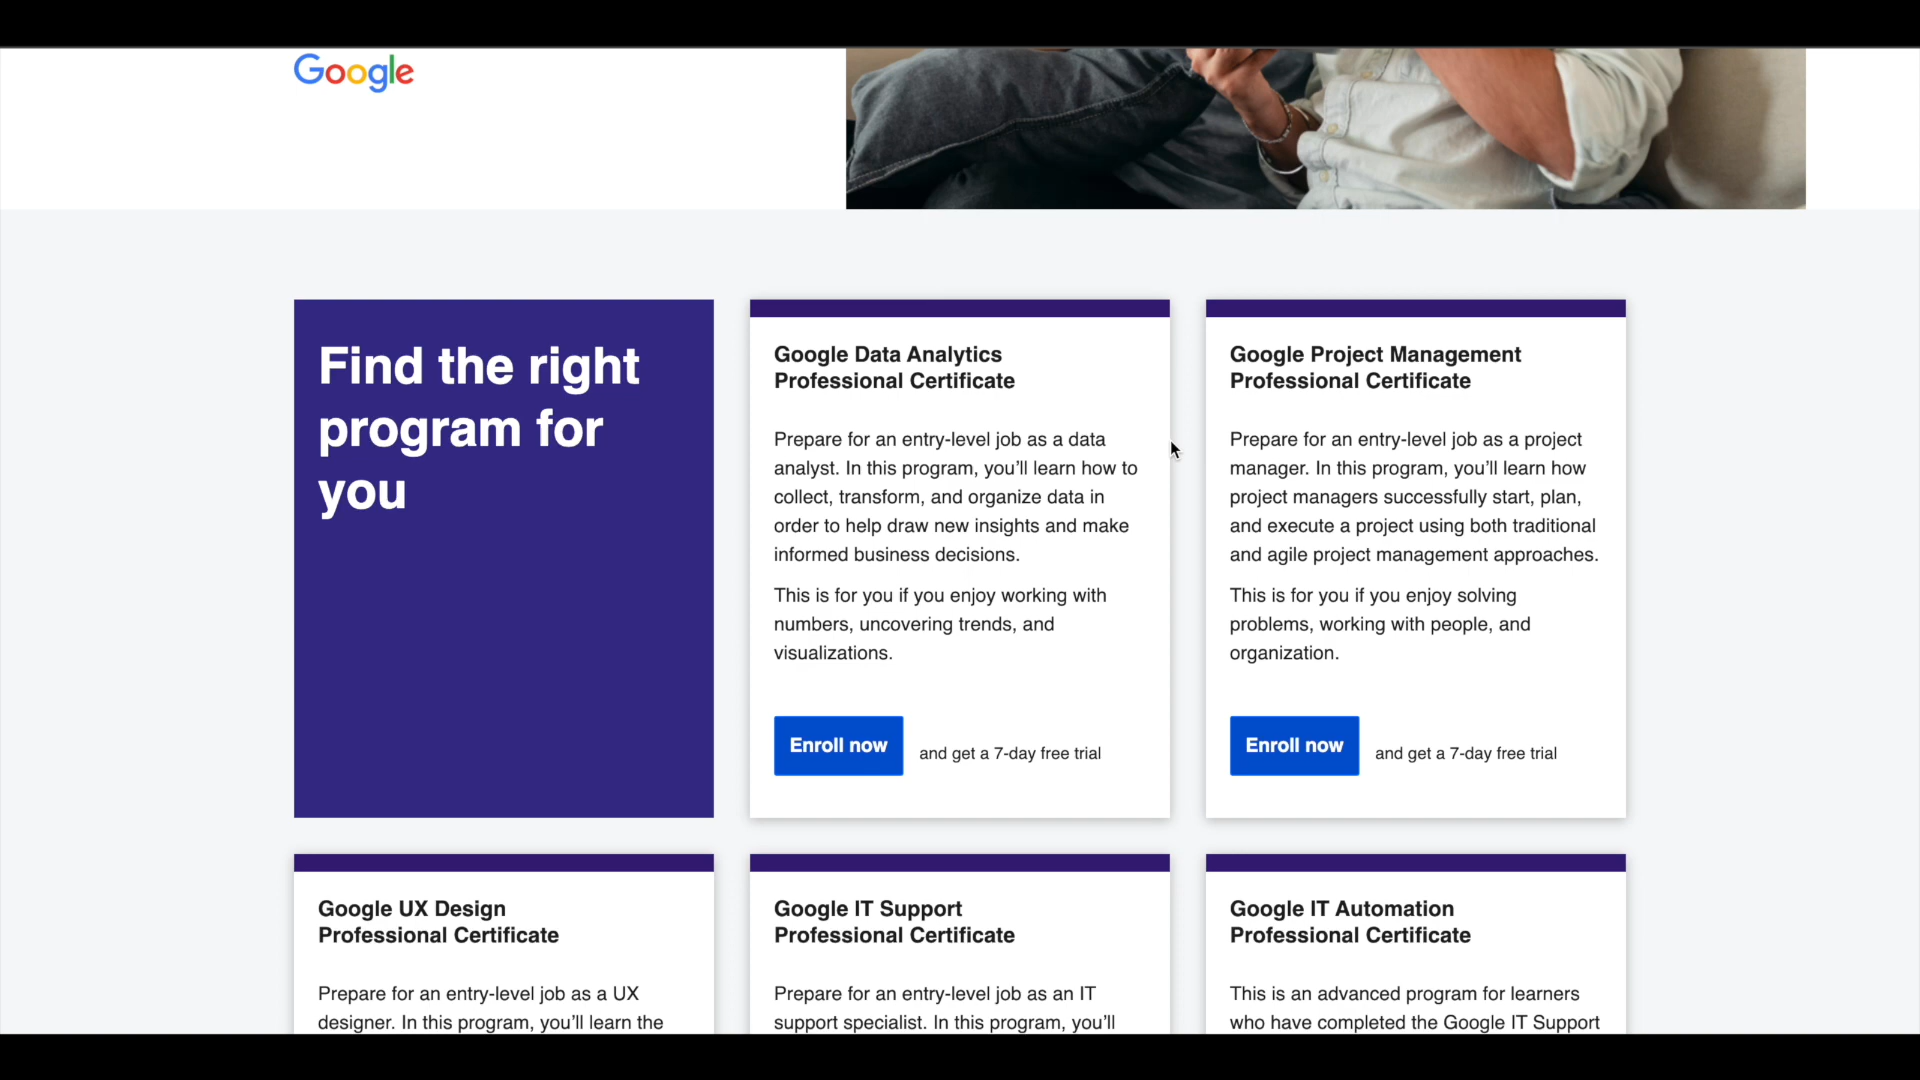 Google
Find the right
program for
you
Google Data Analytics
Professional Certificate
Prepare for an entry-level job as a data
analyst. In this program, you’ll learn how to
collect, transform, and organize data in
order to help draw new insights and make
informed business decisions.
This is for you if you enjoy working with
numbers, uncovering trends, and
visualizations.
Enroll now and get a 7-day free trial
Google Project Management
Professional Certificate
Prepare for an entry-level job as a project
manager. In this program, you’ll learn how
project managers successfully start, plan,
and execute a project using both traditional
and agile project management approaches.
This is for you if you enjoy solving
problems, working with people, and
organization.
Enroll now and get a 7-day free trial
Google UX Design
Professional Certificate
Prepare for an entry-level job as a UX
designer. In this program, you’ll learn the
Google IT Support
Professional Certificate
Prepare for an entry-level job as an IT
support specialist. In this program, you’ll
Google IT Automation
Professional Certificate
This is an advanced program for learners
who have completed the Google IT Support